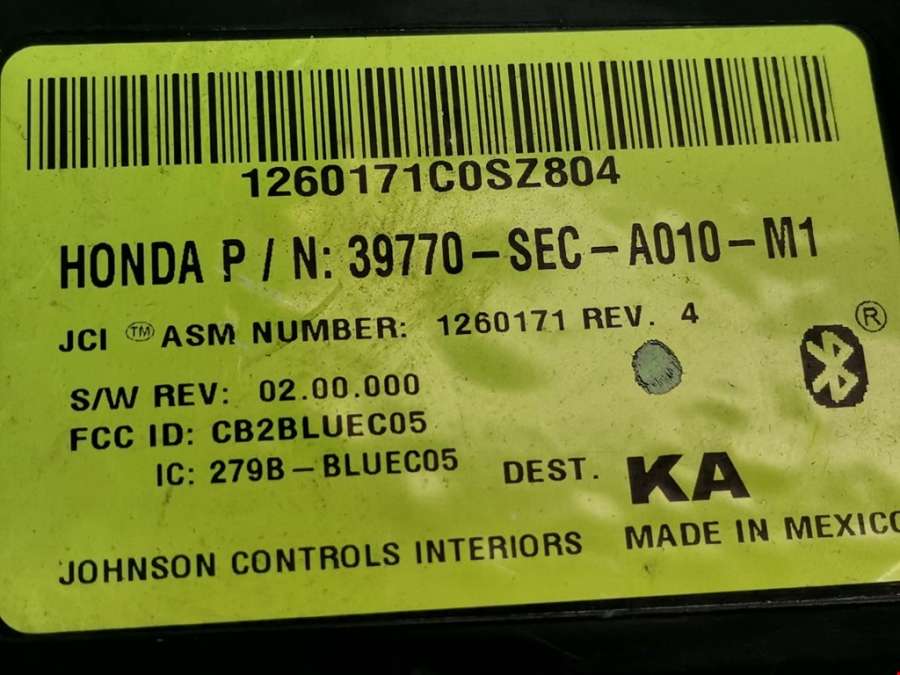 1260171C0SZ804
HONDA P / N: 39770-SEC-A010-M1
JCI ™ ASM NUMBER: 1260171 REV. 4
®
S/W REV: 02.00.000
FCC ID: CB2BLUEC05
IC: 279B-BLUEC05 DEST. KA
JOHNSON CONTROLS INTERIORS MADE IN MEXICO